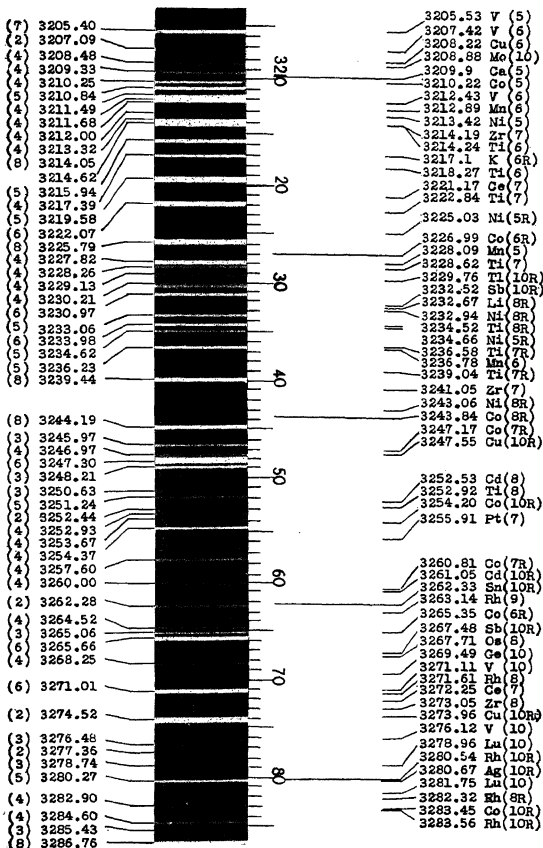 (7) 3205.40
(2) 3207.09
(4) 3208.48
(4) 3209.33
(4) 3210.25
(5) 3210.84
(4) 3211.49
(4) 3211.68
(4) 3212.00
(4) 3213.32
(8) 3214.05
3214.62
(5) 3215.94
(4) 3217.39
(5) 3219.58
(6) 3222.07
(8) 3225.79
(4) 3227.82
(4) 3228.26
(4) 3229.13
(4) 3230.21
(6) 3230.97
(5) 3233.06
(6) 3233.98
(5) 3234.62
(5) 3236.23
(8) 3239.44
(8) 3244.19
(3) 3245.97
(4) 3246.97
(6) 3247.30
(3) 3248.21
(3) 3250.63
(5) 3251.24
(2) 3252.44
(4) 3252.93
(4) 3253.67
(4) 3254.37
(4) 3257.60
(4) 3260.00
(2) 3262.28
(4) 3264.52
(3) 3265.06
(6) 3265.66
(4) 3268.25
(6) 3271.01
(2) 3274.52
(3) 3276.48
(2) 3277.36
(3) 3278.74
(5) 3280.27
(4) 3282.90
(4) 3284.60
(3) 3285.43
(8) 3286.76
3210
20
30
40
50
60
70
80
3205.53 V (5)
3207.42 V (6)
3208.22 Cu(6)
3208.88 Mo(10)
3209.9 Ca(5)
3210.22 Co(5)
3212.43 V (6)
3212.89 Mn(6)
3213.42 Ni(5)
3214.19 Zr(7)
3214.24 Ti(6)
3217.1 K (6R)
3218.27 Ti(6)
3221.17 Ce(7)
3222.84 Ti(7)
3225.03 Ni(5R)
3226.99 Co(6R)
3228.09 Mn(5)
3228.62 Ti(7)
3229.76 Tl(10R)
3232.52 Sb(10R)
3232.67 Li(8R)
3232.94 Ni(8R)
3234.52 Ti(8R)
3234.66 Ni(5R)
3236.58 Ti(7R)
3236.78 Mn(6)
3239.04 Ti(7R)
3241.05 Zr(7)
3243.06 Ni(8R)
3243.84 Co(8R)
3247.17 Co(7R)
3247.55 Cu(10R)
3252.53 Cd(8)
3252.92 Ti(8)
3254.20 Co(10R)
3255.91 Pt(7)
3260.81 Co(7R)
3261.05 Cd(10R)
3262.33 Sn(10R)
3263.14 Rh(9)
3265.35 Co(6R)
3267.48 Sb(10R)
3267.71 Os(8)
3269.49 Ge(10)
3271.11 V (10)
3271.61 Rh(8)
3272.25 Ce(7)
3273.05 Zr(8)
3273.96 Cu(10R)
3276.12 V (10)
3278.96 Lu(10)
3280.54 Rh(10R)
3280.67 Ag(10R)
3281.75 Lu(10)
3282.32 Rh(8R)
3283.45 Co(10R)
3283.56 Rh(10R)